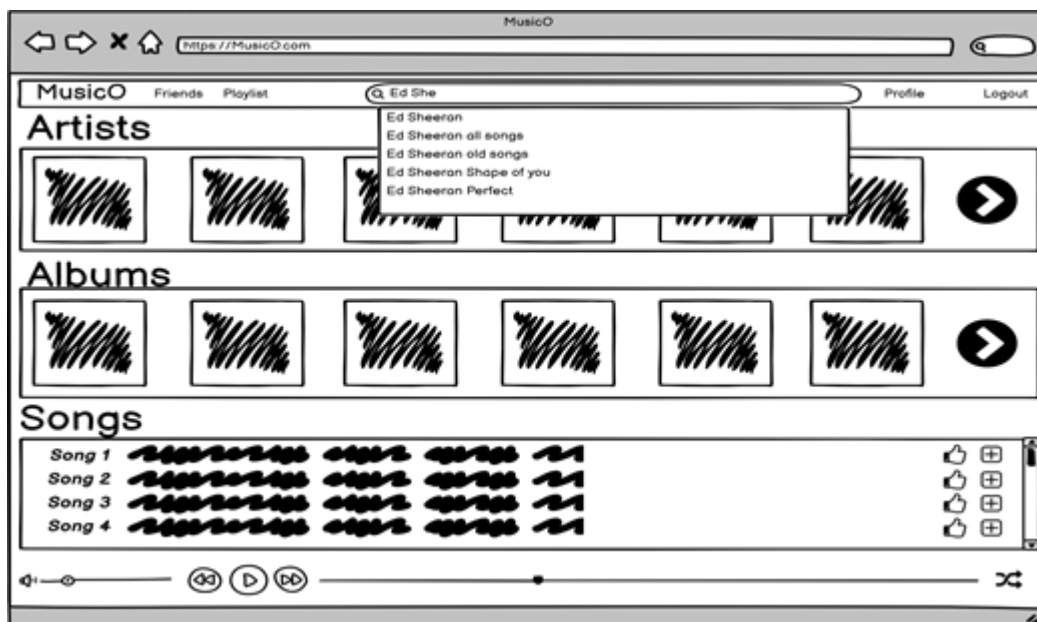 MusicO
https://MusicO.com
MusicO Friends Playlist Ed She Profile Logout
Artists
Ed Sheeran
Ed Sheeran all songs
Ed Sheeran old songs
Ed Sheeran Shape of you
Ed Sheeran Perfect
Albums
Songs
Song 1
Song 2
Song 3
Song 4